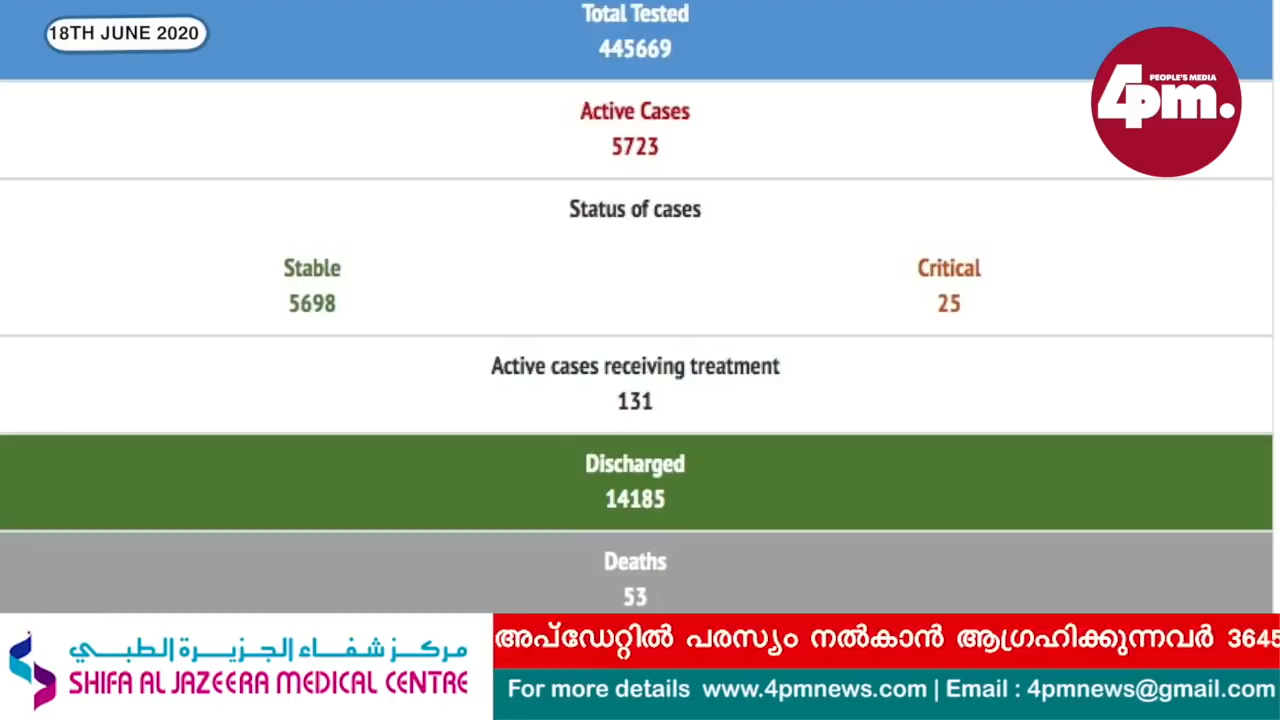 18TH JUNE 2020
Total Tested
445669
PEOPLE'S MEDIA
4pm.
Active Cases
5723
Status of cases
Stable
Critical
5698
25
Active cases receiving treatment
131
Discharged
14185
Deaths
53
مركز شفاء الجزيرة الطبي
SHIFA AL JAZEERA MEDICAL CENTRE
അപ്ഡേറ്റിൽ പരസ്യം നൽകാൻ ആഗ്രഹിക്കുന്നവർ 3645
For more details www.4pmnews.com | Email : 4pmnews@gmail.com